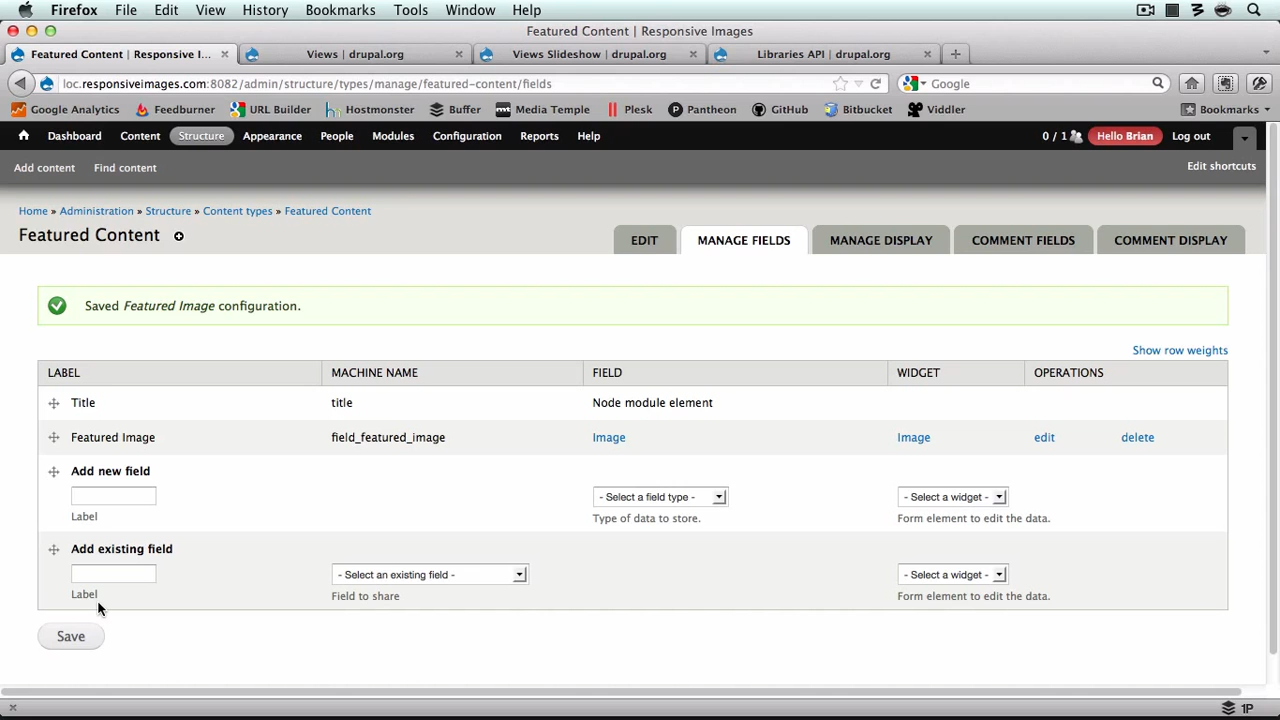 Firefox File Edit View History Bookmarks Tools Window Help
Featured Content | Responsive Images
Featured Content | Responsive I... Views | drupal.org Views Slideshow | drupal.org Libraries API | drupal.org
loc.responsiveimages.com:8082/admin/structure/types/manage/featured-content/fields Google
Google Analytics Feedburner URL Builder Hostmonster Buffer Media Temple Plesk Pantheon GitHub Bitbucket Viddler Bookmarks
Dashboard Content Structure Appearance People Modules Configuration Reports Help 0 / 1 Hello Brian Log out
Add content Find content Edit shortcuts
Home » Administration » Structure » Content types » Featured Content
Featured Content EDIT MANAGE FIELDS MANAGE DISPLAY COMMENT FIELDS COMMENT DISPLAY
Saved Featured Image configuration.
Show row weights
LABEL MACHINE NAME FIELD WIDGET OPERATIONS
Title title Node module element
Featured Image field_featured_image Image Image edit delete
Add new field
- Select a field type - - Select a widget -
Label Type of data to store. Form element to edit the data.
Add existing field
- Select an existing field - - Select a widget -
Label Field to share Form element to edit the data.
Save
1P